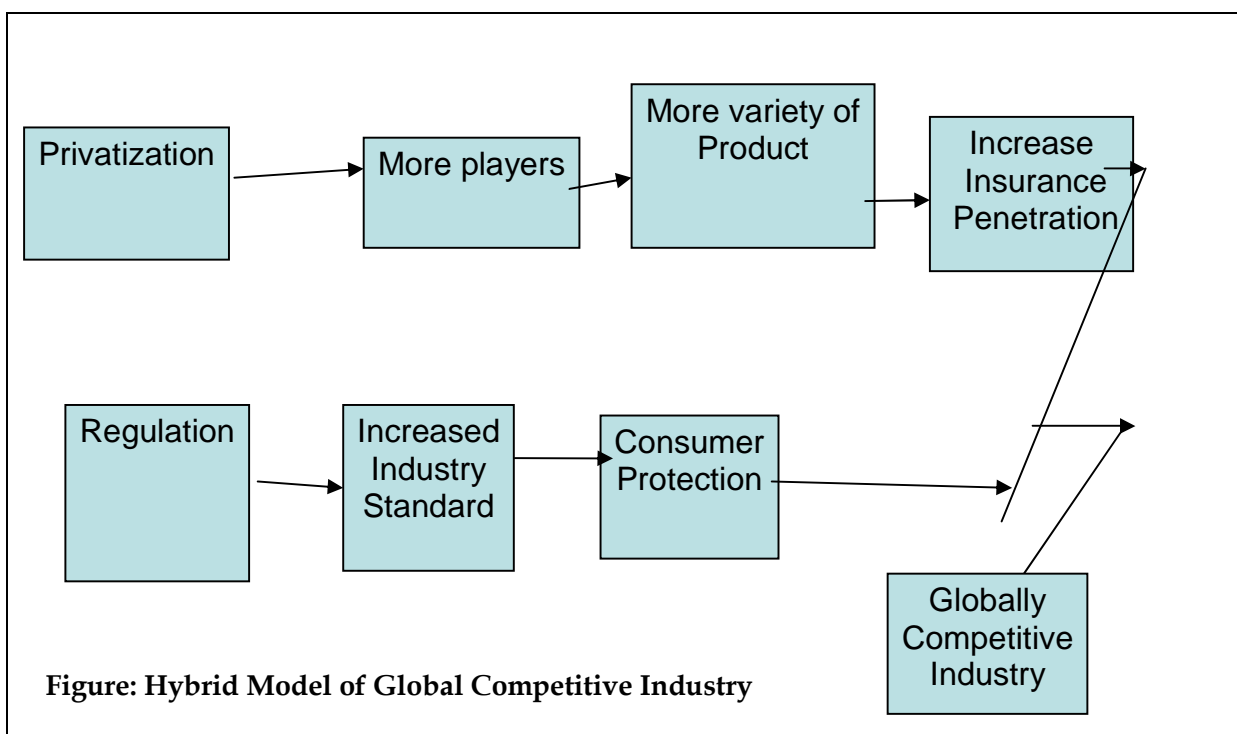 Privatization
More players
More variety of
Product
Increase
Insurance
Penetration
Regulation
Increased
Industry
Standard
Consumer
Protection
Globally
Competitive
Industry
Figure: Hybrid Model of Global Competitive Industry